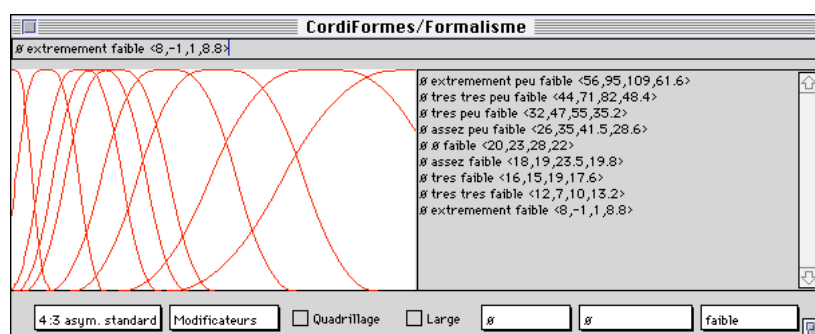 CordiFormes/Formalisme
ø extremement faible <8,-1,1,8.8>
ø extremement peu faible <56,95,109,61.6>
ø tres tres peu faible <44,71,82,48.4>
ø tres peu faible <32,47,55,35.2>
ø assez peu faible <26,35,41.5,28.6>
ø ø faible <20,23,28,22>
ø assez faible <18,19,23.5,19.8>
ø tres faible <16,15,19,17.6>
ø tres tres faible <12,7,10,13.2>
ø extremement faible <8,-1,1,8.8>
4:3 asym. standard Modificateurs Quadrillage Large ø ø faible